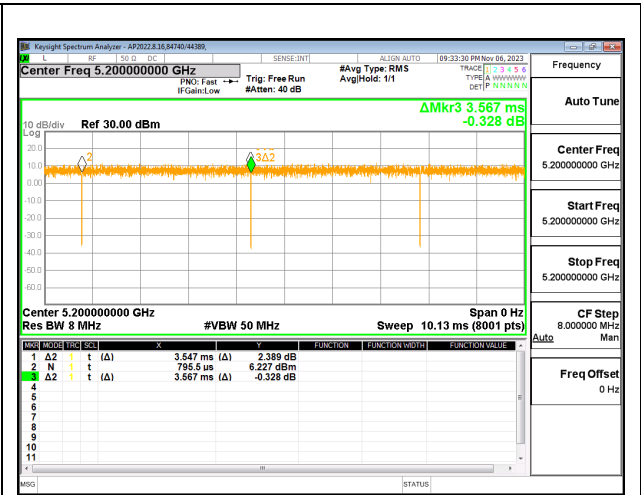 Keysight Spectrum Analyzer - AP2022.8.16,84740/44389,
L RF 50 Ω DC SENSE:INT ALIGN AUTO 09:33:30 PM Nov 06, 2023
Center Freq 5.200000000 GHz
PNO: Fast
IFGain:Low
Trig: Free Run
#Atten: 40 dB
#Avg Type: RMS
Avg|Hold: 1/1
TRACE 1 2 3 4 5 6
TYPE A WWWWW
DET P N N N N N
ΔMkr3 3.567 ms
-0.328 dB
10 dB/div Ref 30.00 dBm
Log
20.0
10.0
0.00
-10.0
-20.0
-30.0
-40.0
-50.0
-60.0
2
3Δ2
Center 5.200000000 GHz Span 0 Hz
Res BW 8 MHz #VBW 50 MHz Sweep 10.13 ms (8001 pts)
MKR MODE TRC SCL X Y FUNCTION FUNCTION WIDTH FUNCTION VALUE
1 Δ2 1 t (Δ) 3.547 ms (Δ) 2.389 dB
2 N 1 t 795.5 µs 6.227 dBm
3 Δ2 1 t (Δ) 3.567 ms (Δ) -0.328 dB
4
5
6
7
8
9
10
11
MSG STATUS
Frequency
Auto Tune
Center Freq
5.200000000 GHz
Start Freq
5.200000000 GHz
Stop Freq
5.200000000 GHz
CF Step
8.000000 MHz
Auto Man
Freq Offset
0 Hz